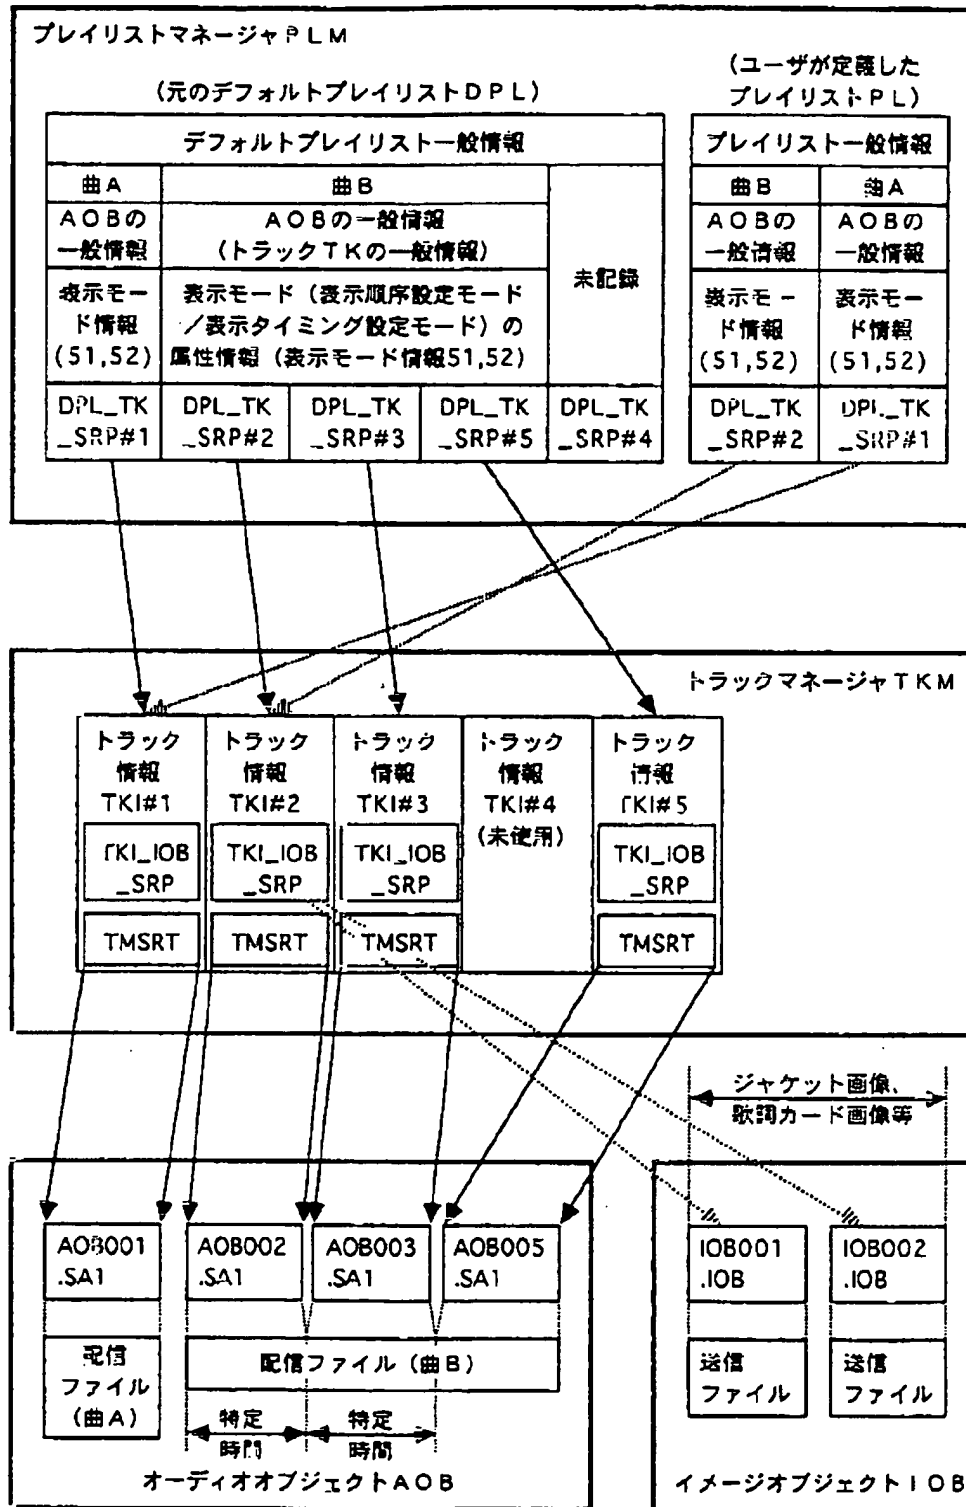 プレイリストマネージャPLM
(元のデフォルトプレイリストDPL)
(ユーザが定義した
プレイリストPL)
デフォルトプレイリスト一般情報
曲A
曲B
AOBの
一般情報
AOBの一般情報
(トラックTKの一般情報)
未記録
表示モー
ド情報
(51,52)
表示モード(表示順序設定モード
/表示タイミング設定モード)の
属性情報(表示モード情報51,52)
DPL_TK
_SRP#1
DPL_TK
_SRP#2
DPL_TK
_SRP#3
DPL_TK
_SRP#5
DPL_TK
_SRP#4
プレイリスト一般情報
曲B
曲A
AOBの
一般情報
AOBの
一般情報
表示モー
ド情報
(51,52)
表示モー
ド情報
(51,52)
DPL_TK
_SRP#2
DPL_TK
_SRP#1
トラックマネージャTKM
トラック
情報
TKI#1
TKI_IOB
_SRP
TMSRT
トラック
情報
TKI#2
TKI_IOB
_SRP
TMSRT
トラック
情報
TKI#3
TKI_IOB
_SRP
TMSRT
トラック
情報
TKI#4
(未使用)
トラック
情報
TKI#5
TKI_IOB
_SRP
TMSRT
ジャケット画像、
歌詞カード画像等
AOB001
.SA1
AOB002
.SA1
AOB003
.SA1
AOB005
.SA1
配信
ファイル
(曲A)
配信ファイル(曲B)
特定
時間
特定
時間
オーディオオブジェクトAOB
IOB001
.IOB
IOB002
.IOB
送信
ファイル
送信
ファイル
イメージオブジェクトIOB